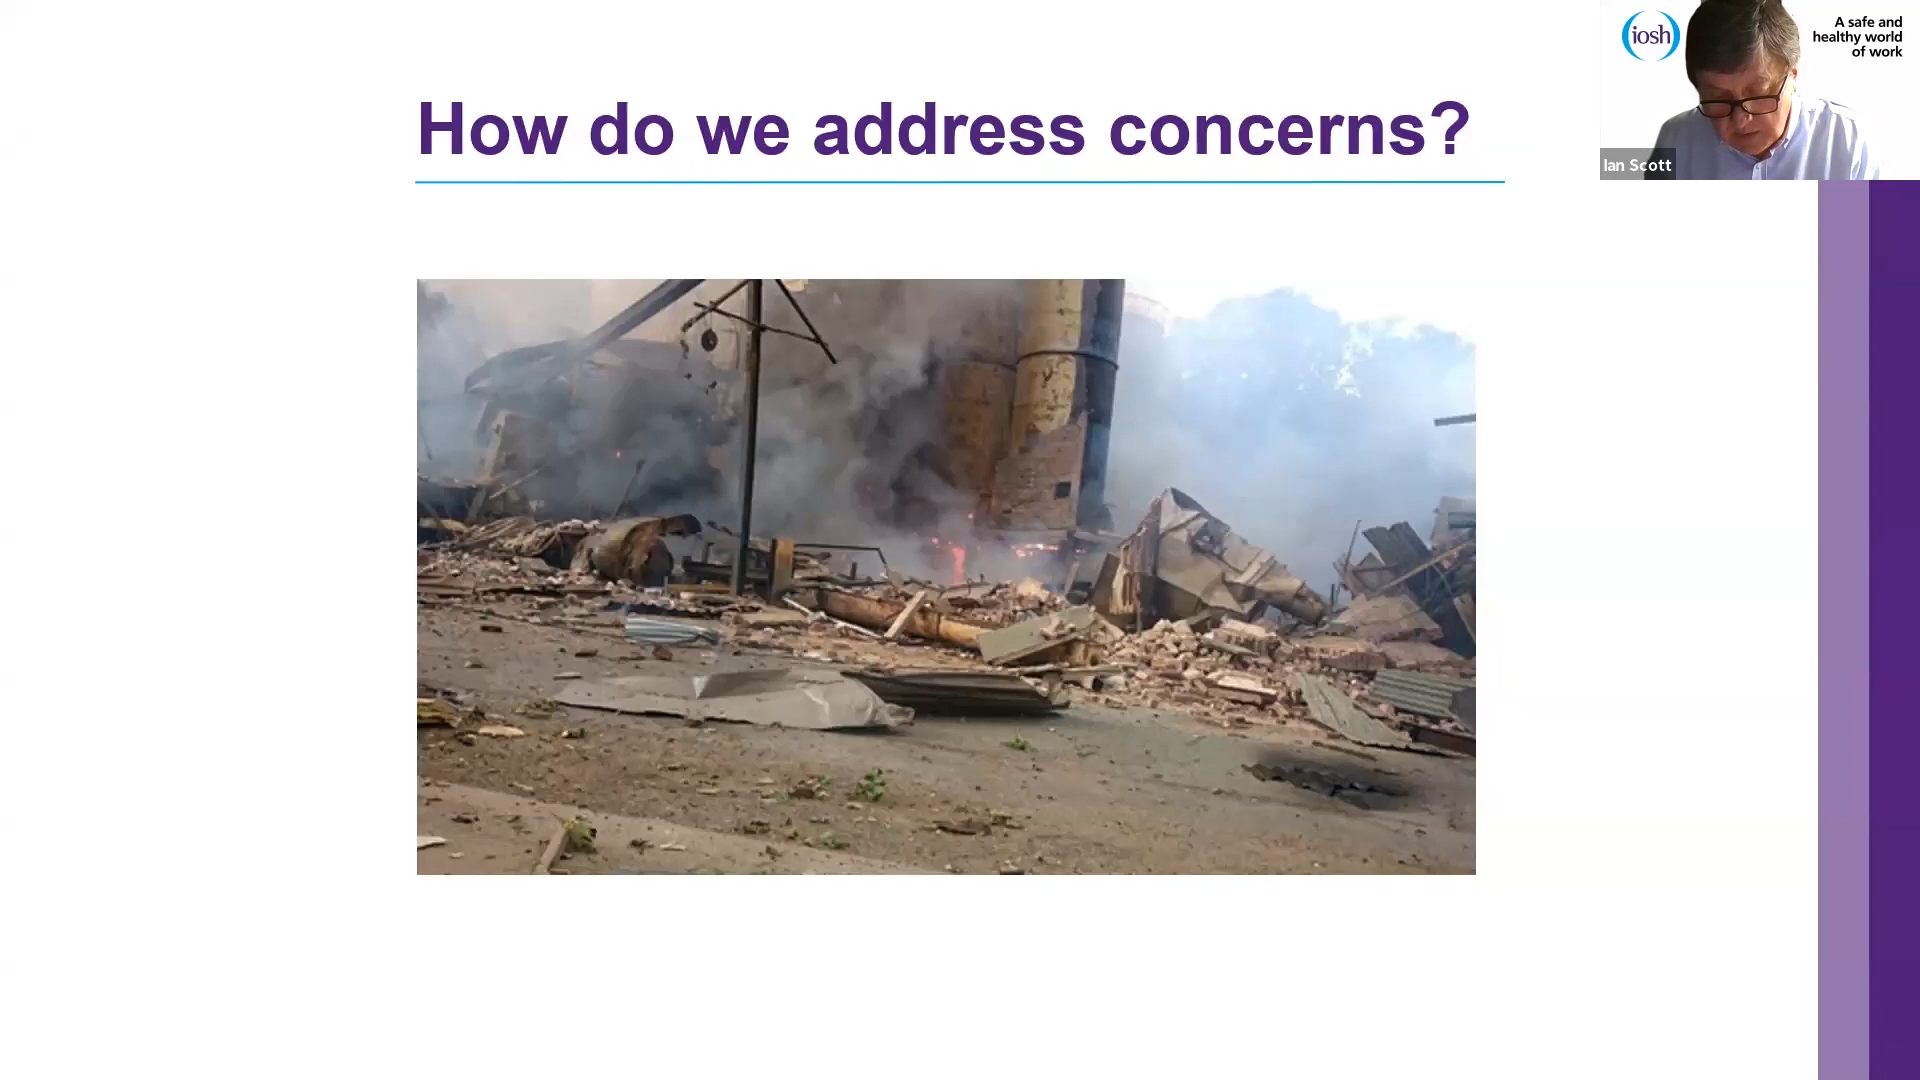 How do we address concerns?
iosh
A safe and
healthy world
of work
Ian Scott